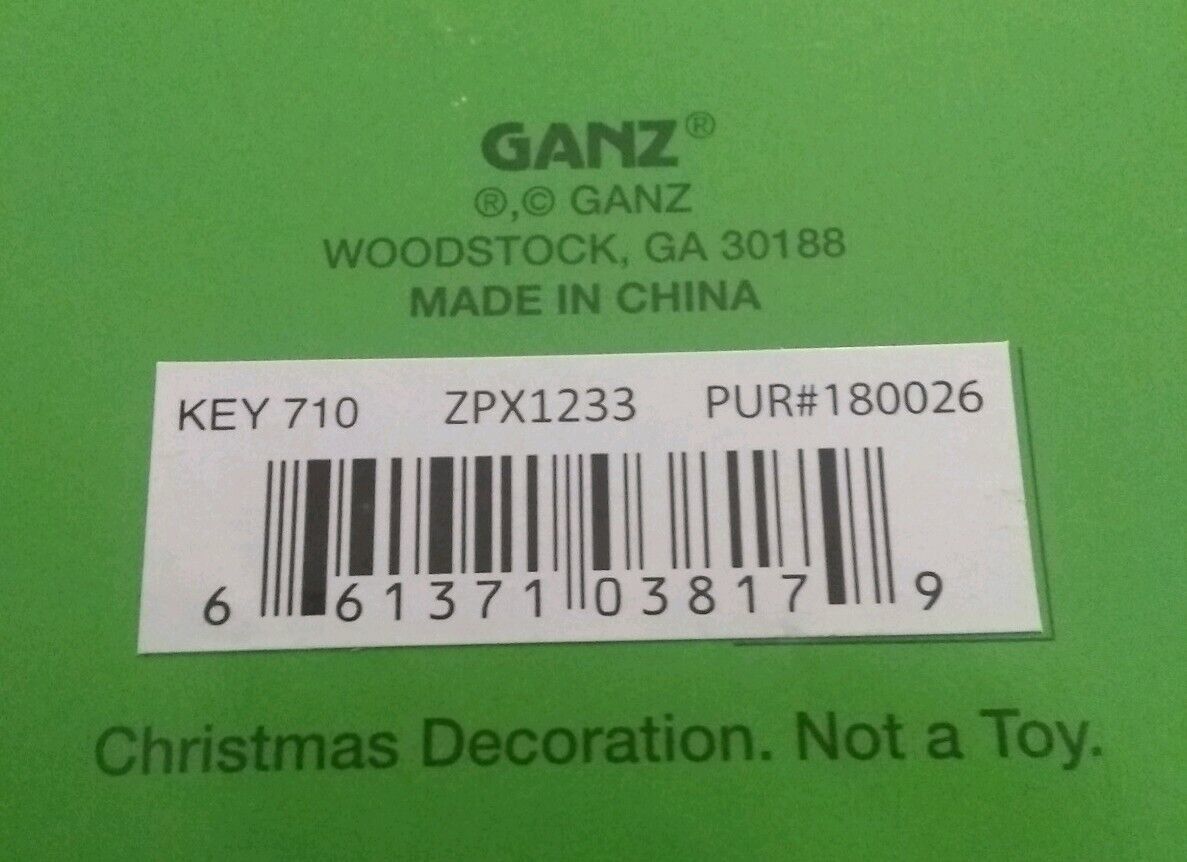 GANZ®
®,© GANZ
WOODSTOCK, GA 30188
MADE IN CHINA
KEY 710 ZPX1233 PUR#180026
6 61371 03817 9
Christmas Decoration. Not a Toy.